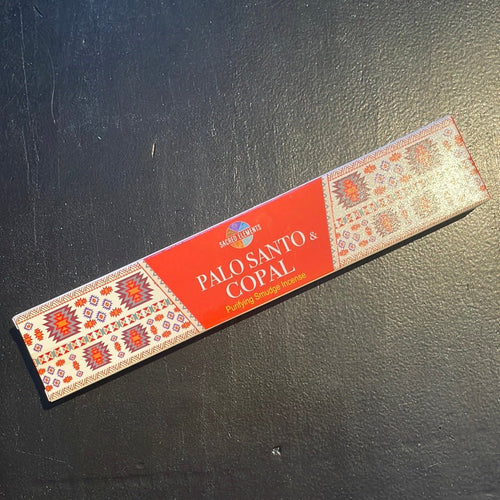 SACRED ELEMENTS
PALO SANTO &
COPAL
Purifying Smudge Incense